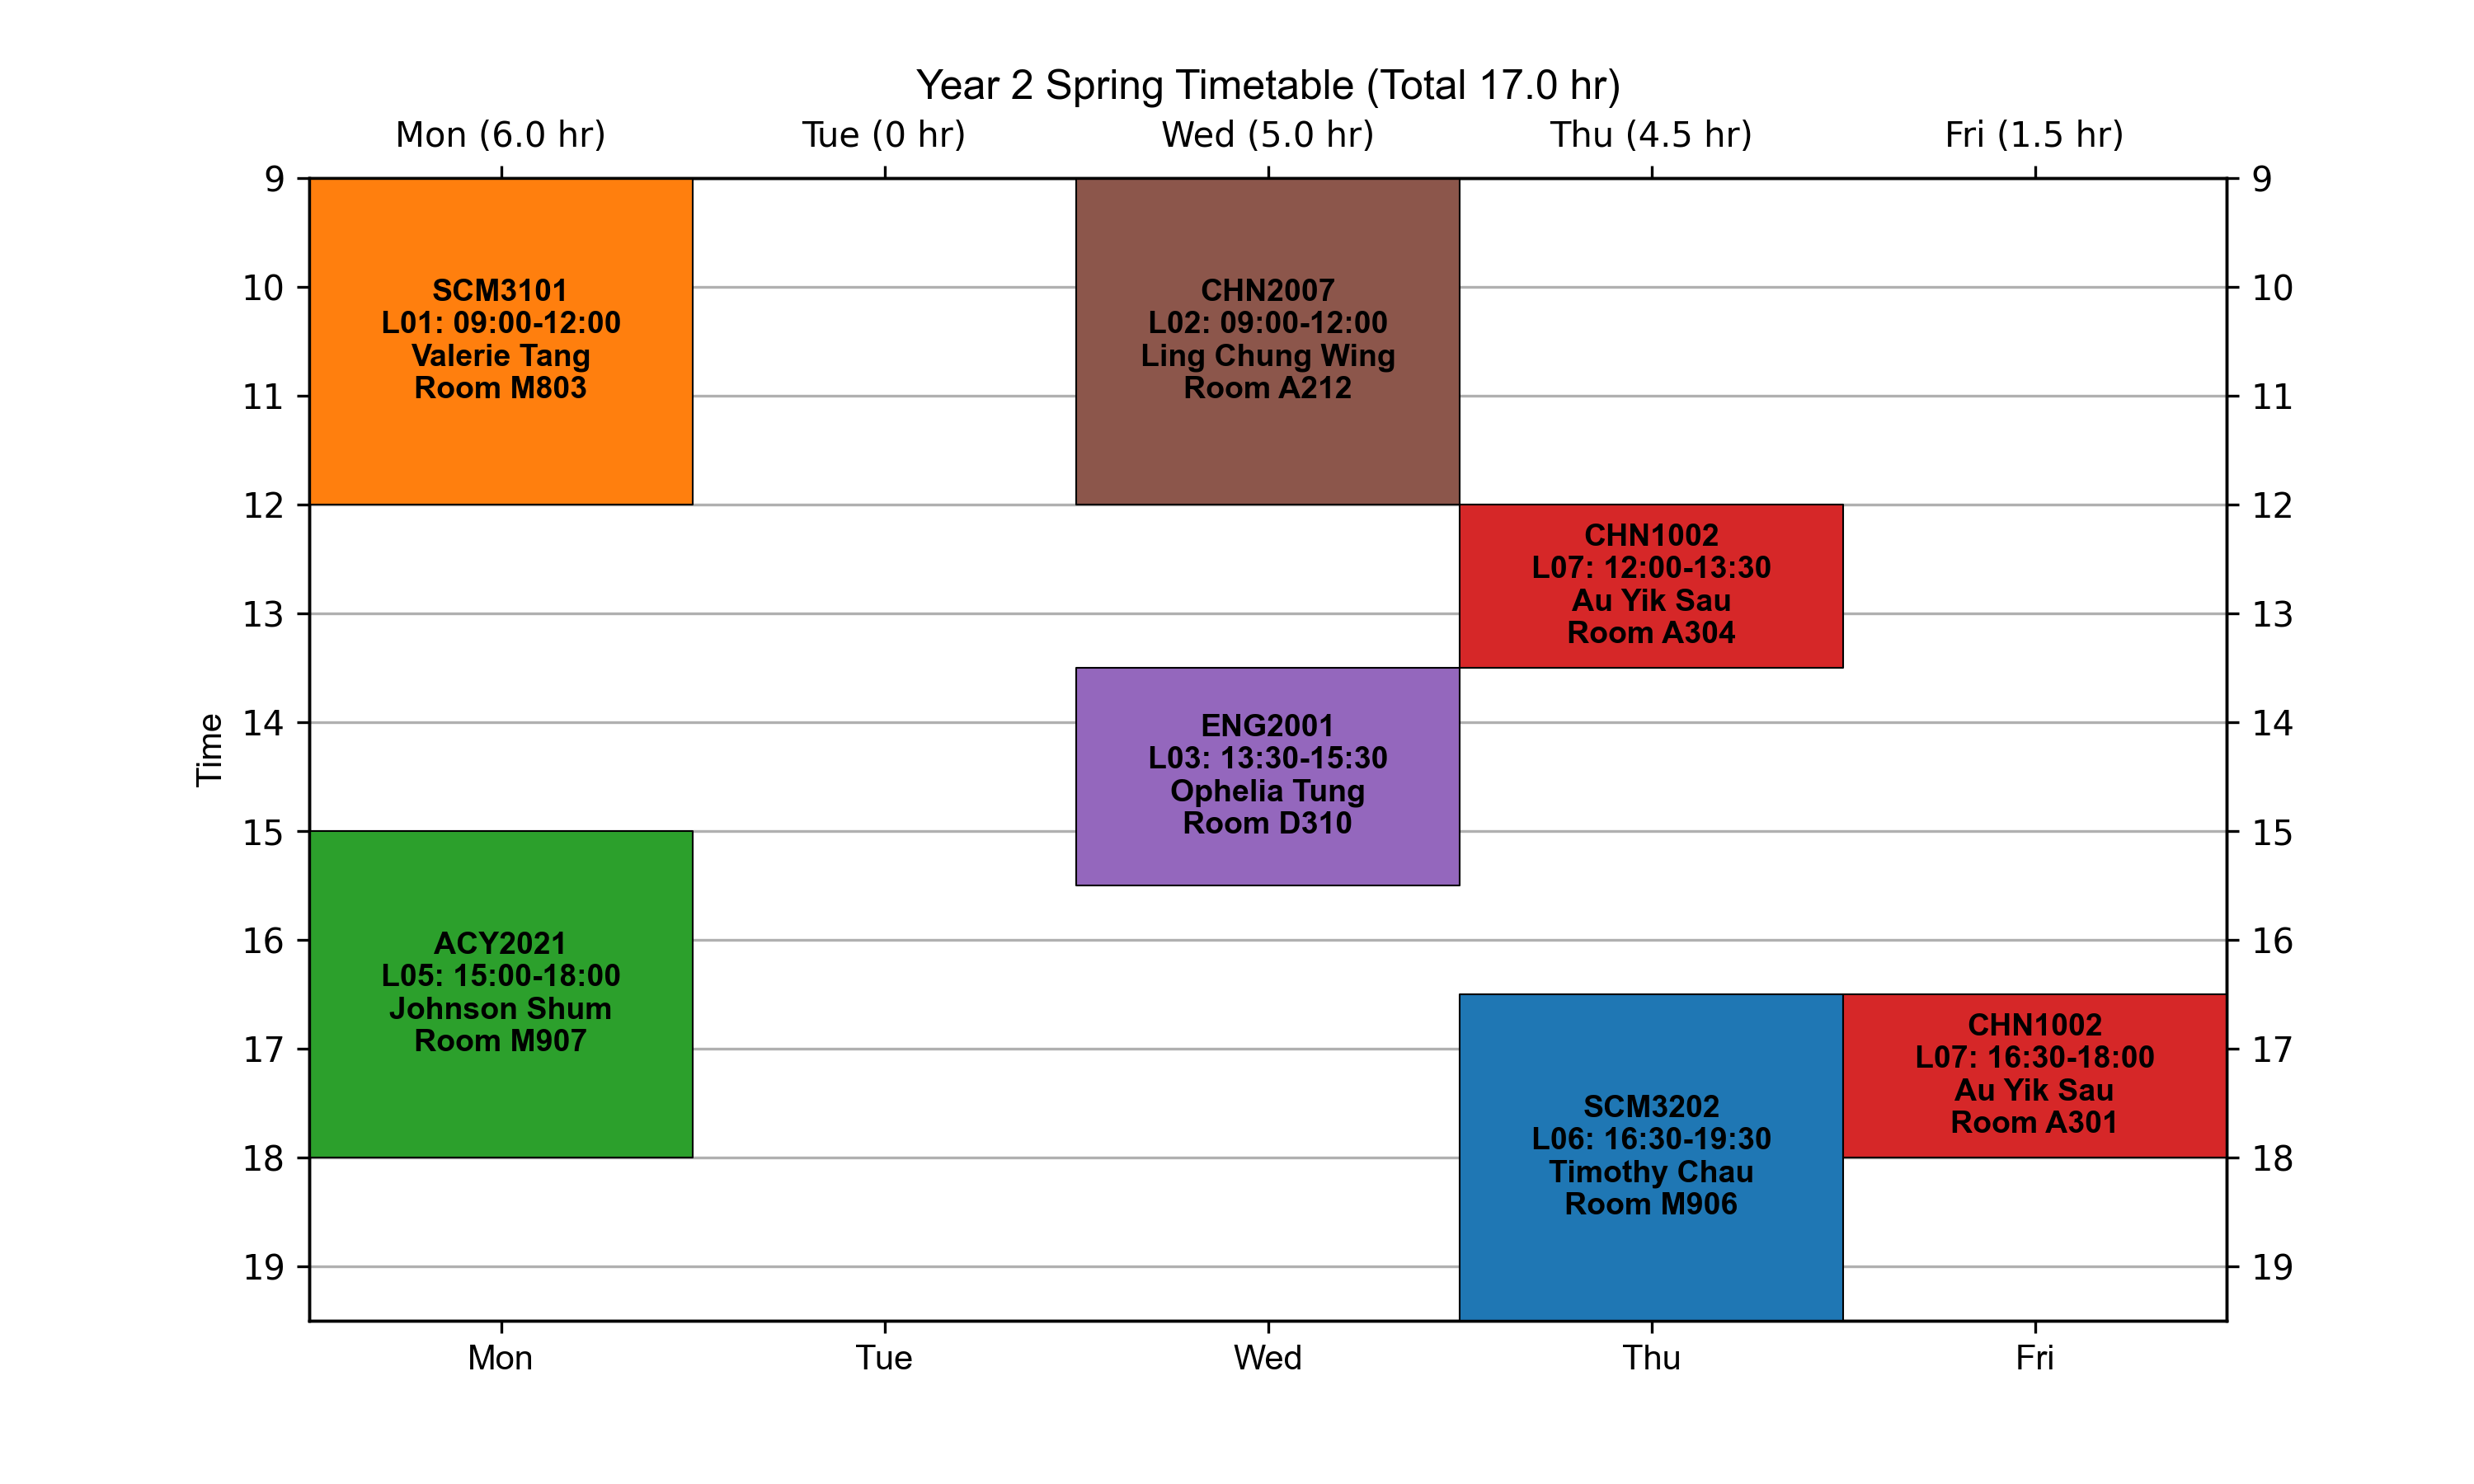 Year 2 Spring Timetable (Total 17.0 hr)
Mon (6.0 hr)
Tue (0 hr)
Wed (5.0 hr)
Thu (4.5 hr)
Fri (1.5 hr)
Time
9
10
11
12
13
14
15
16
17
18
19
SCM3101
L01: 09:00-12:00
Valerie Tang
Room M803
ACY2021
L05: 15:00-18:00
Johnson Shum
Room M907
CHN2007
L02: 09:00-12:00
Ling Chung Wing
Room A212
ENG2001
L03: 13:30-15:30
Ophelia Tung
Room D310
CHN1002
L07: 12:00-13:30
Au Yik Sau
Room A304
SCM3202
L06: 16:30-19:30
Timothy Chau
Room M906
CHN1002
L07: 16:30-18:00
Au Yik Sau
Room A301
9
10
11
12
13
14
15
16
17
18
19
Mon
Tue
Wed
Thu
Fri